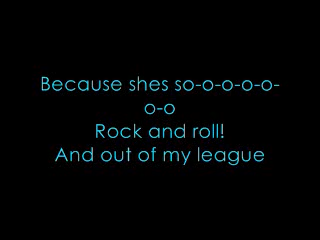 Because shes so-o-o-o-o-
o-o
Rock and roll!
And out of my league